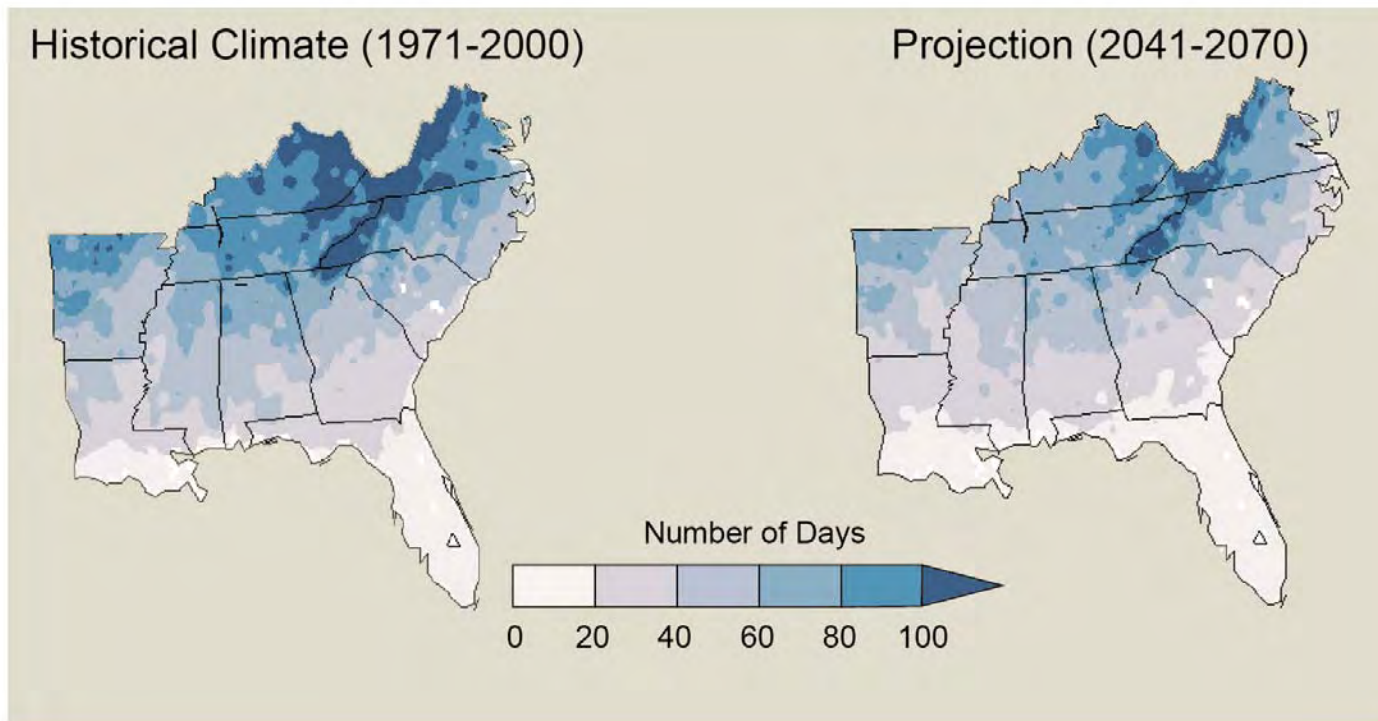 Historical Climate (1971-2000)
Projection (2041-2070)
Number of Days
0 20 40 60 80 100